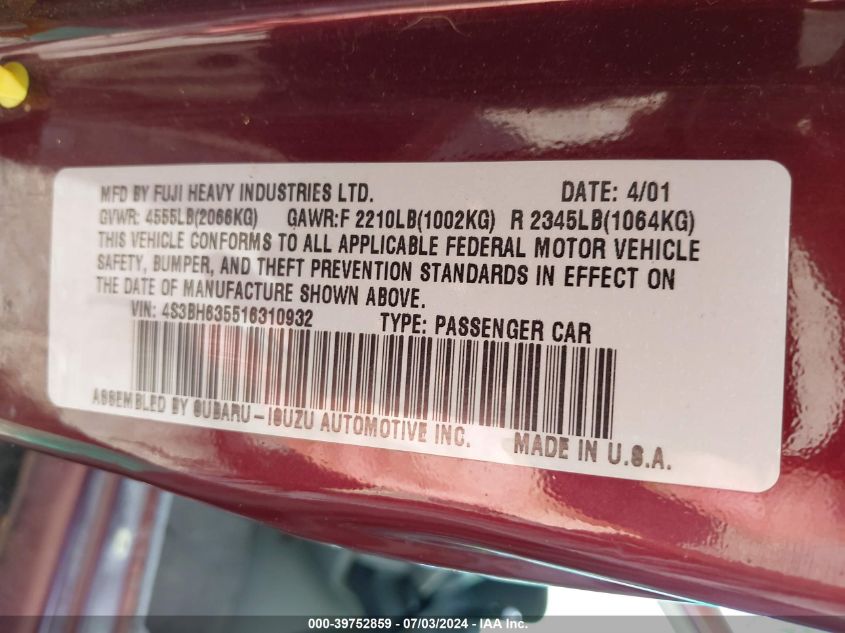 MFD BY FUJI HEAVY INDUSTRIES LTD. DATE: 4/01
GVWR: 4555LB(2066KG) GAWR:F 2210LB(1002KG) R 2345LB(1064KG)
THIS VEHICLE CONFORMS TO ALL APPLICABLE FEDERAL MOTOR VEHICLE
SAFETY, BUMPER, AND THEFT PREVENTION STANDARDS IN EFFECT ON
THE DATE OF MANUFACTURE SHOWN ABOVE.
VIN: 4S3BH635516310932 TYPE: PASSENGER CAR
ASSEMBLED BY SUBARU-ISUZU AUTOMOTIVE INC. MADE IN U.S.A.
000-39752859 | 07/03/2024 | IAA Inc.